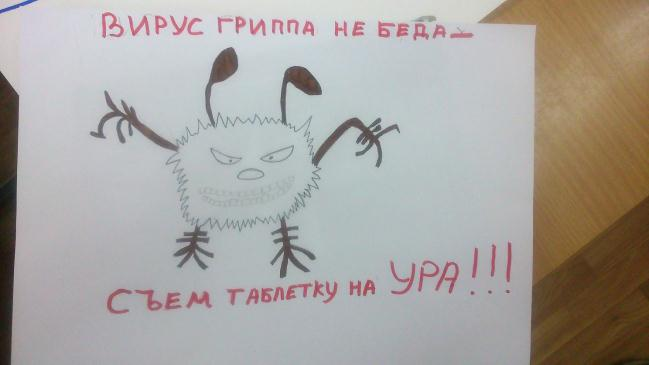 ВИРУС ГРИППА НЕ БЕДА —
СЪЕМ ТАБЛЕТКУ НА УРА!!!